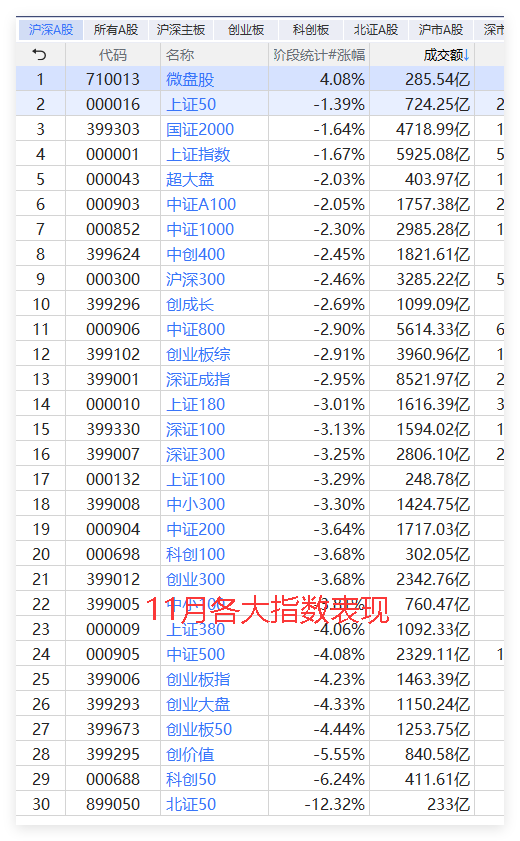 沪深A股 所有A股 沪深主板 创业板 科创板 北证A股 沪市A股 深市
代码 名称 阶段统计#涨幅 成交额↓
1 710013 微盘股 4.08% 285.54亿
2 000016 上证50 -1.39% 724.25亿 2
3 399303 国证2000 -1.64% 4718.99亿 1
4 000001 上证指数 -1.67% 5925.08亿 5
5 000043 超大盘 -2.03% 403.97亿 1
6 000903 中证A100 -2.05% 1757.38亿 2
7 000852 中证1000 -2.30% 2985.28亿 1
8 399624 中创400 -2.45% 1821.61亿
9 000300 沪深300 -2.46% 3285.22亿 5
10 399296 创成长 -2.69% 1099.09亿
11 000906 中证800 -2.90% 5614.33亿 6
12 399102 创业板综 -2.91% 3960.96亿 1
13 399001 深证成指 -2.95% 8521.97亿 2
14 000010 上证180 -3.01% 1616.39亿 3
15 399330 深证100 -3.13% 1594.02亿 1
16 399007 深证300 -3.25% 2806.10亿 2
17 000132 上证100 -3.29% 248.78亿
18 399008 中小300 -3.30% 1424.75亿
19 000904 中证200 -3.64% 1717.03亿
20 000698 科创100 -3.68% 302.05亿
21 399012 创业300 -3.68% 2342.76亿
22 399005 中小100 760.47亿
11月各大指数表现
23 000009 上证380 -4.06% 1092.33亿
24 000905 中证500 -4.08% 2329.11亿 1
25 399006 创业板指 -4.23% 1463.39亿
26 399293 创业大盘 -4.33% 1150.24亿
27 399673 创业板50 -4.44% 1253.75亿
28 399295 创价值 -5.55% 840.58亿
29 000688 科创50 -6.24% 411.61亿
30 899050 北证50 -12.32% 233亿